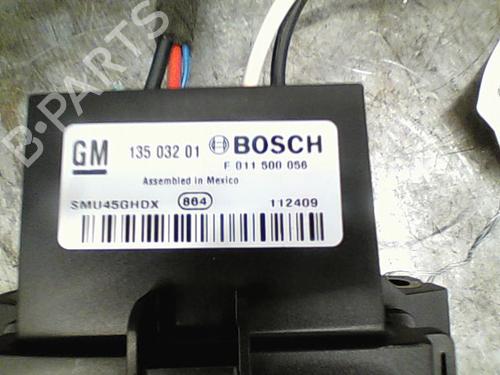 GM 135 032 01 BOSCH
F 011 500 056
Assembled in Mexico
SMU45GHDX 864 112409
B-PARTS